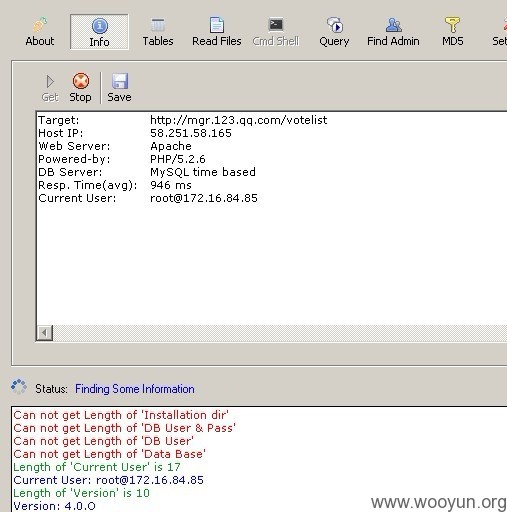 About Info Tables Read Files Cmd Shell Query Find Admin MD5
Get Stop Save
Target: http://mgr.123.qq.com/votelist
Host IP: 58.251.58.165
Web Server: Apache
Powered-by: PHP/5.2.6
DB Server: MySQL time based
Resp. Time(avg): 946 ms
Current User: root@172.16.84.85
Status: Finding Some Information
Can not get Length of 'Installation dir'
Can not get Length of 'DB User & Pass'
Can not get Length of 'DB User'
Can not get Length of 'Data Base'
Length of 'Current User' is 17
Current User: root@172.16.84.85
Length of 'Version' is 10
Version: 4.0.O
www.wooyun.org